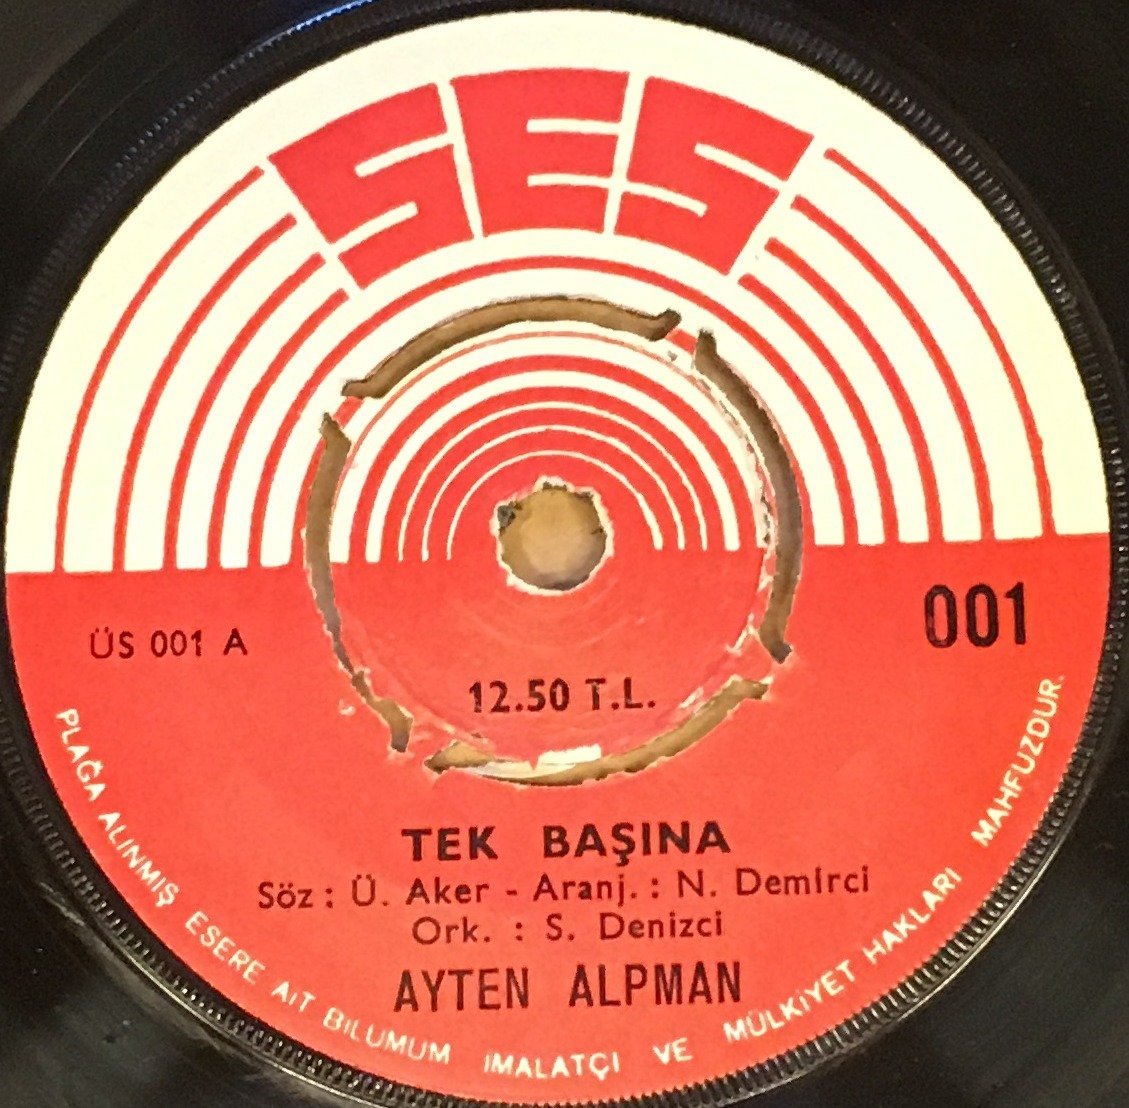 SES
ÜS 001 A
001
12.50 T.L.
TEK BAŞINA
Söz : Ü. Aker - Aranj. : N. Demirci
Ork. : S. Denizci
AYTEN ALPMAN
PLAĞA ALINMIŞ ESERE AİT BİLUMUM İMALATÇI VE MÜLKİYET HAKLARI MAHFUZDUR.